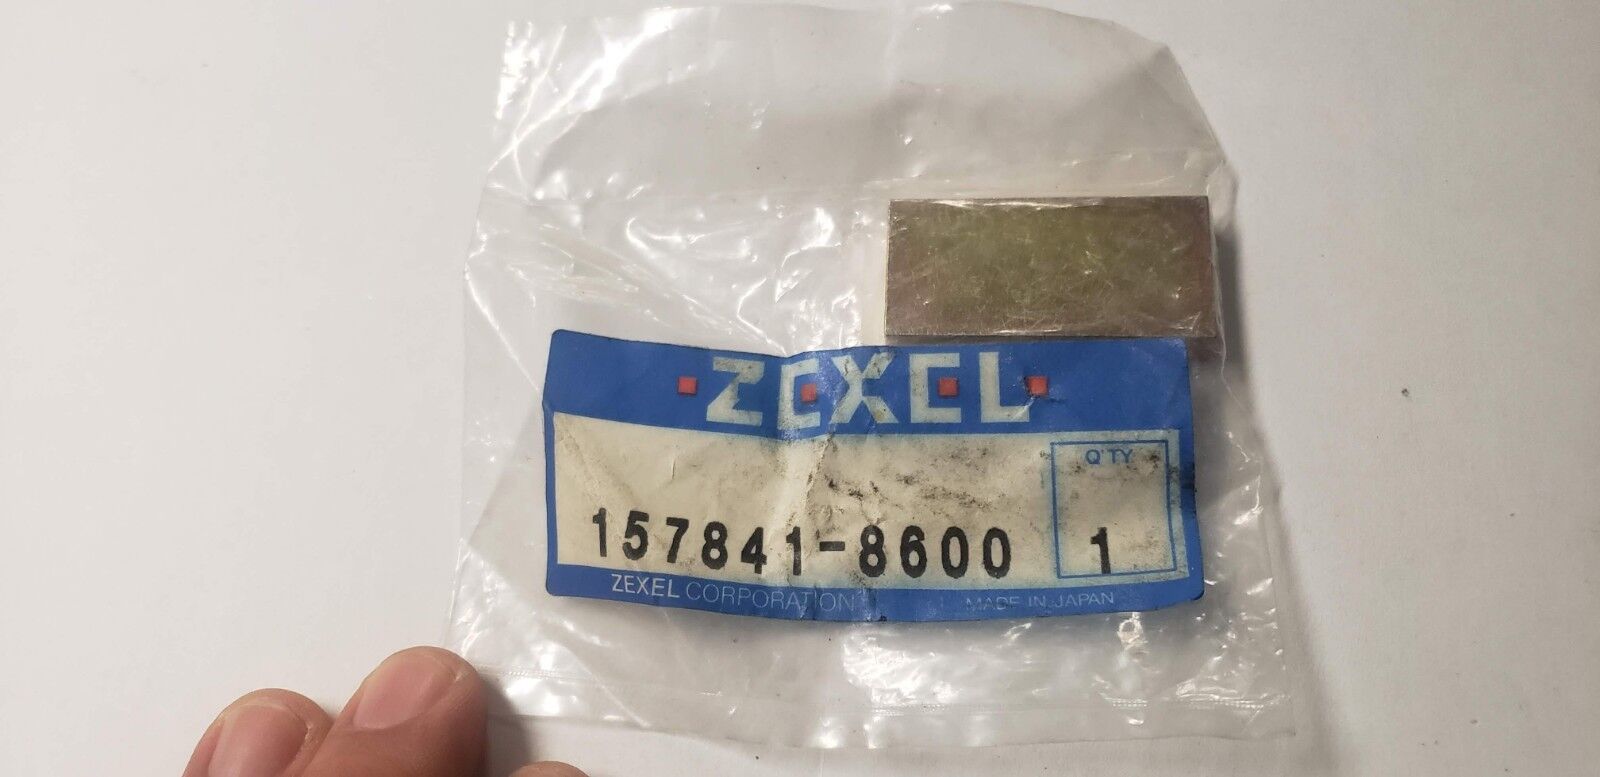 ZEXEL
Q'TY
157841-8600 1
ZEXEL CORPORATION MADE IN JAPAN